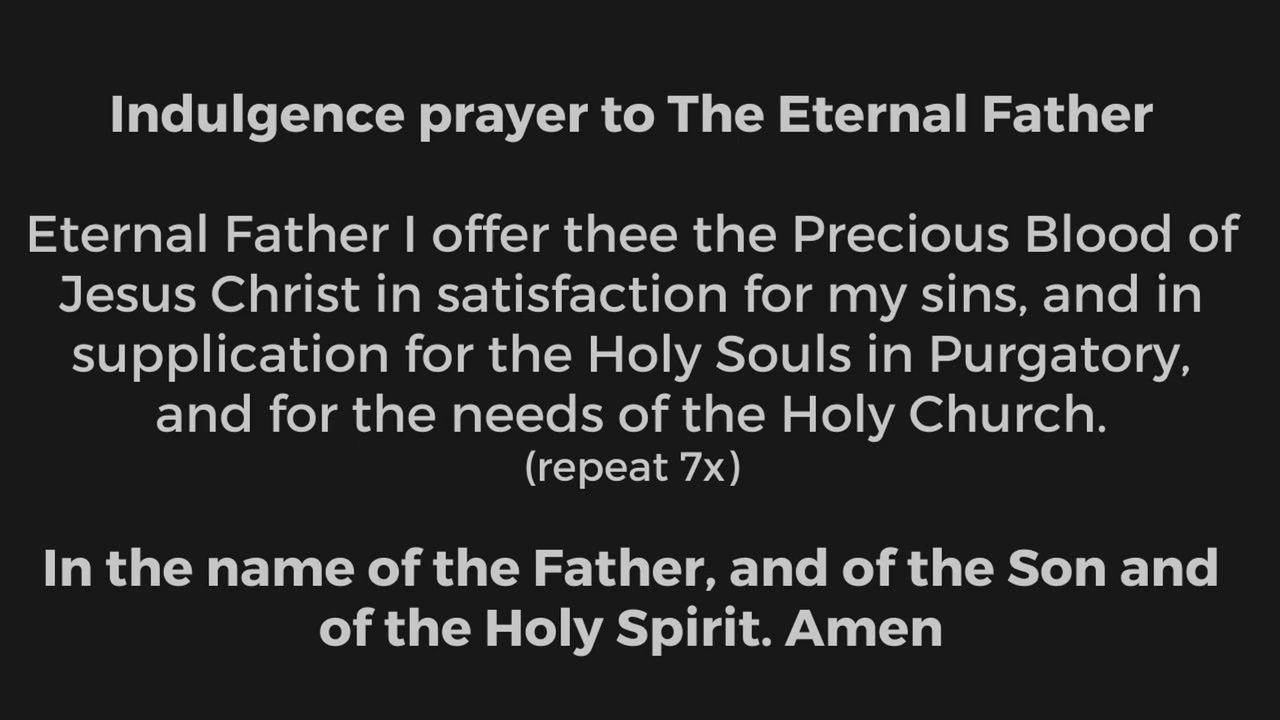 Indulgence prayer to The Eternal Father
Eternal Father I offer thee the Precious Blood of
Jesus Christ in satisfaction for my sins, and in
supplication for the Holy Souls in Purgatory,
and for the needs of the Holy Church.
(repeat 7x)
In the name of the Father, and of the Son and
of the Holy Spirit. Amen